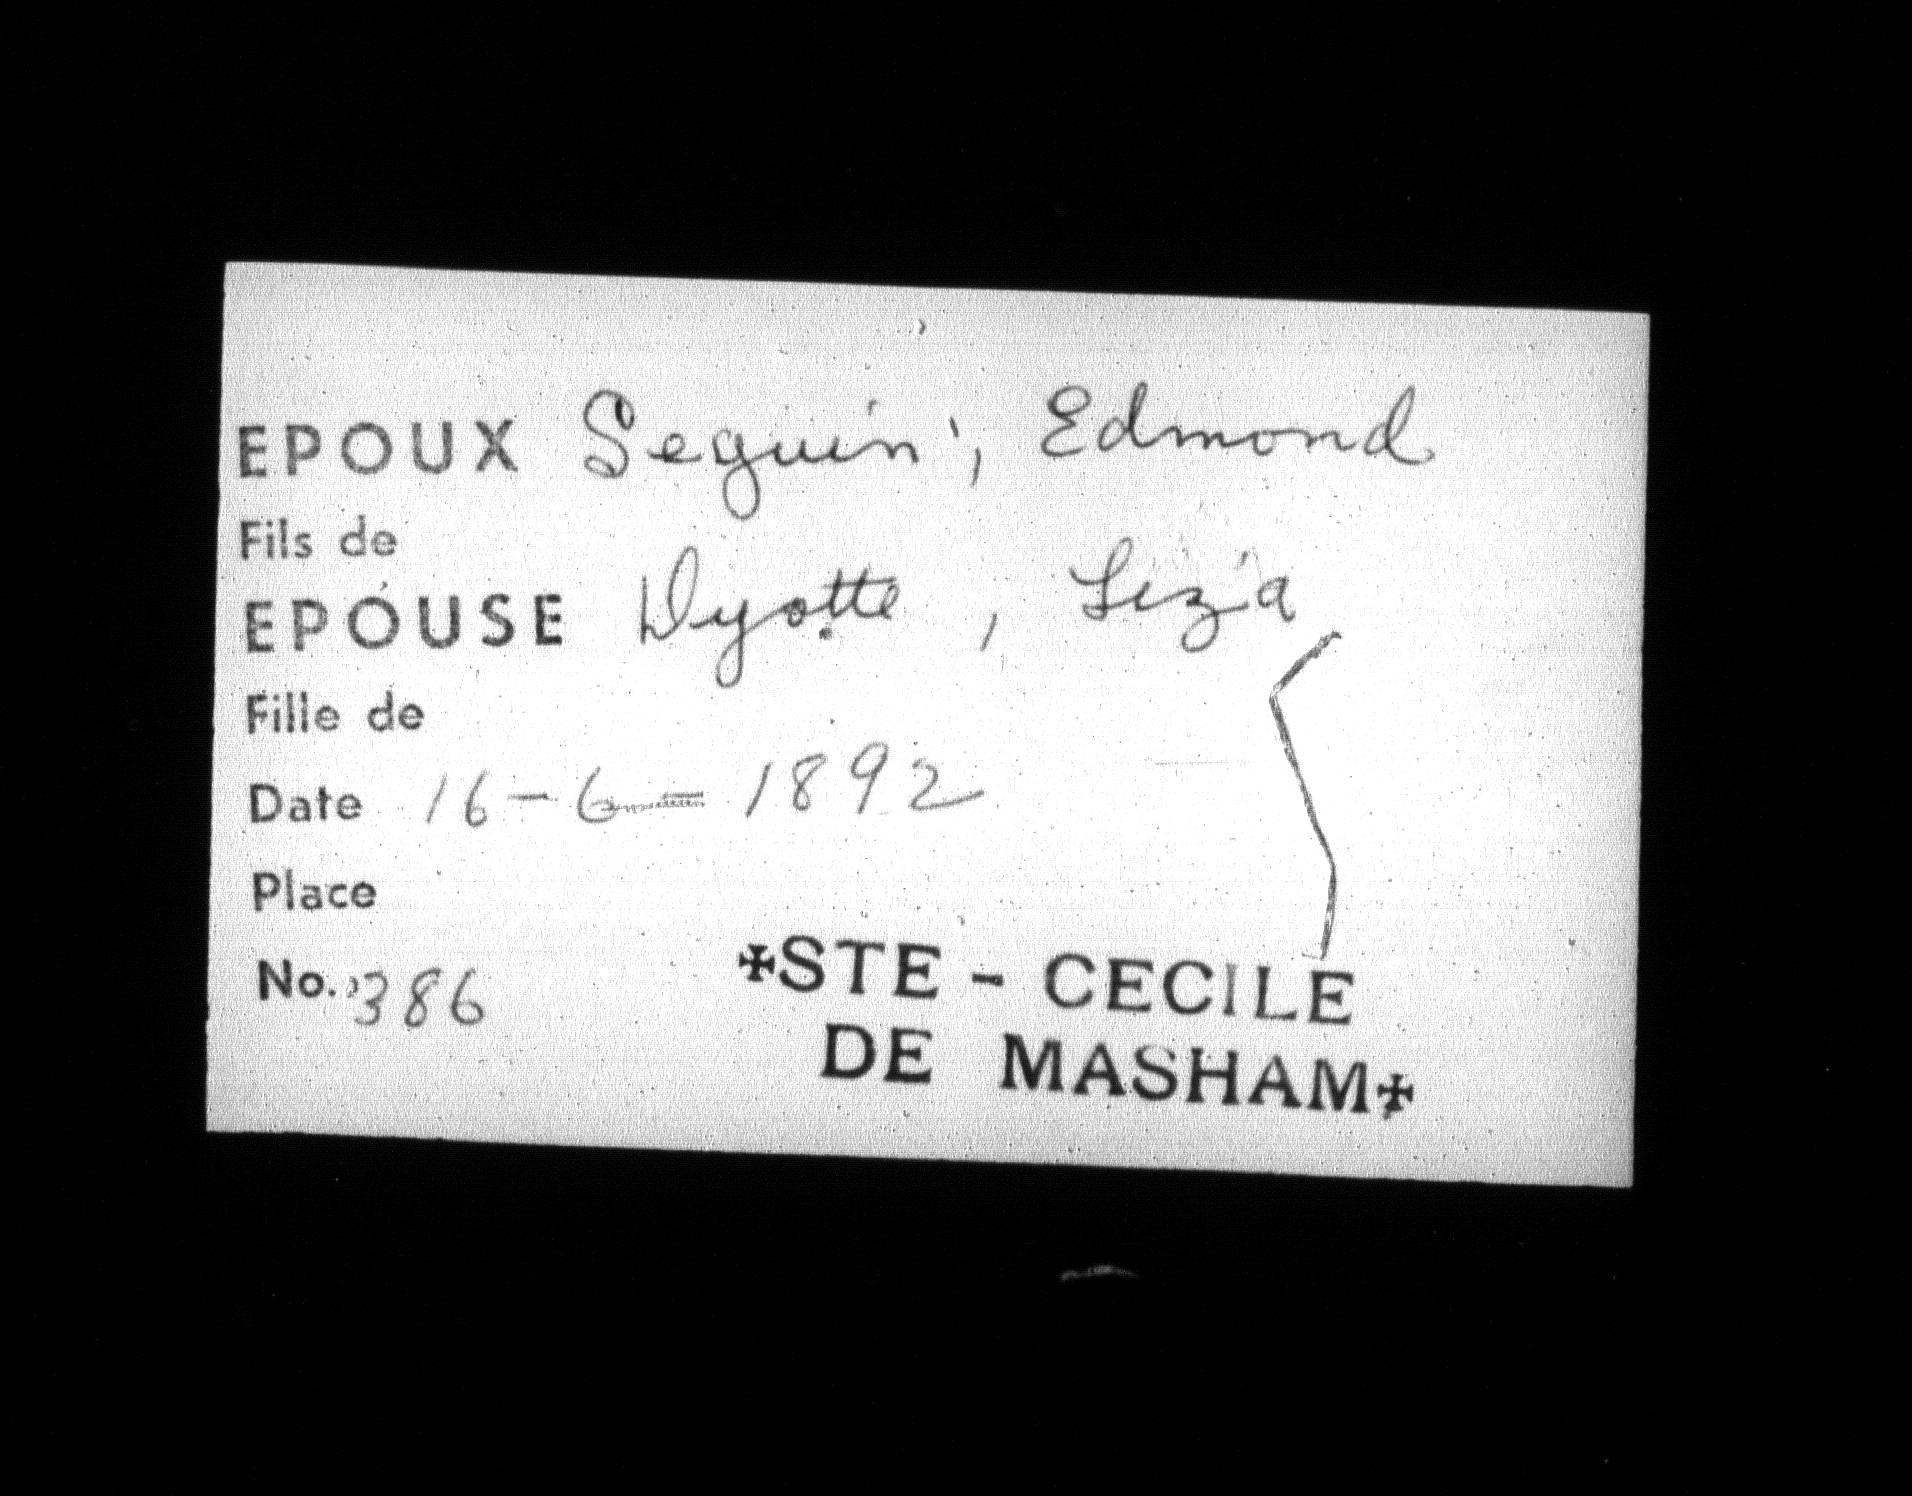 EPOUX Seguin, Edmond
Fils de
EPOUSE Dyotte, Liza
Fille de
Date 16-6-1892
Place
No. 386
✠STE - CECILE
DE MASHAM✠